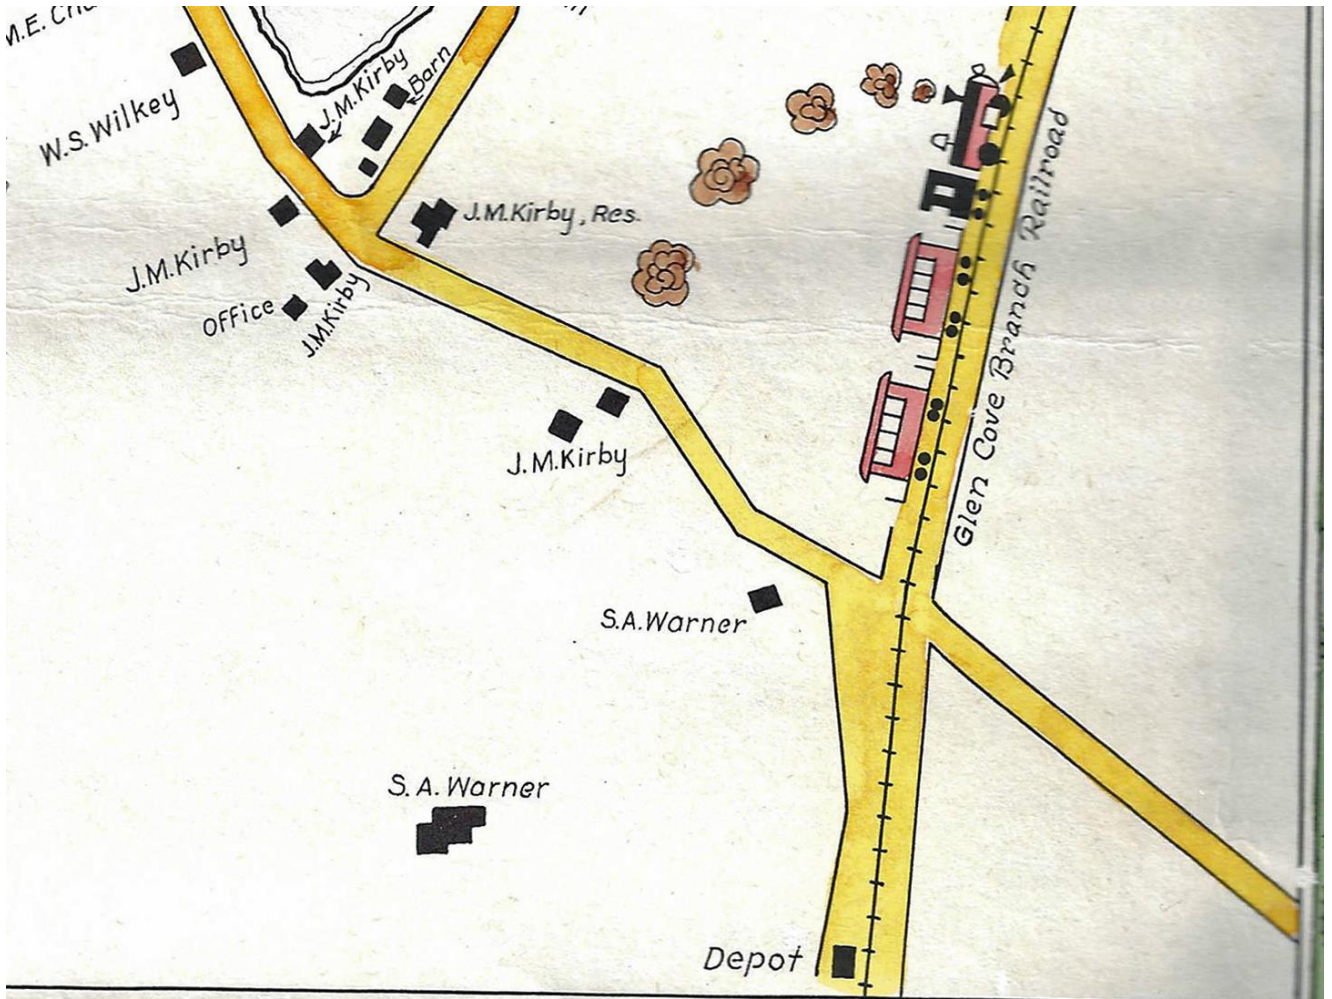 M.E.
W.S. Wilkey
J.M. Kirby
Barn
J.M. Kirby, Res.
J.M. Kirby
Office
J.M. Kirby
J.M. Kirby
Glen Cove Branch Railroad
S.A. Warner
S.A. Warner
Depot